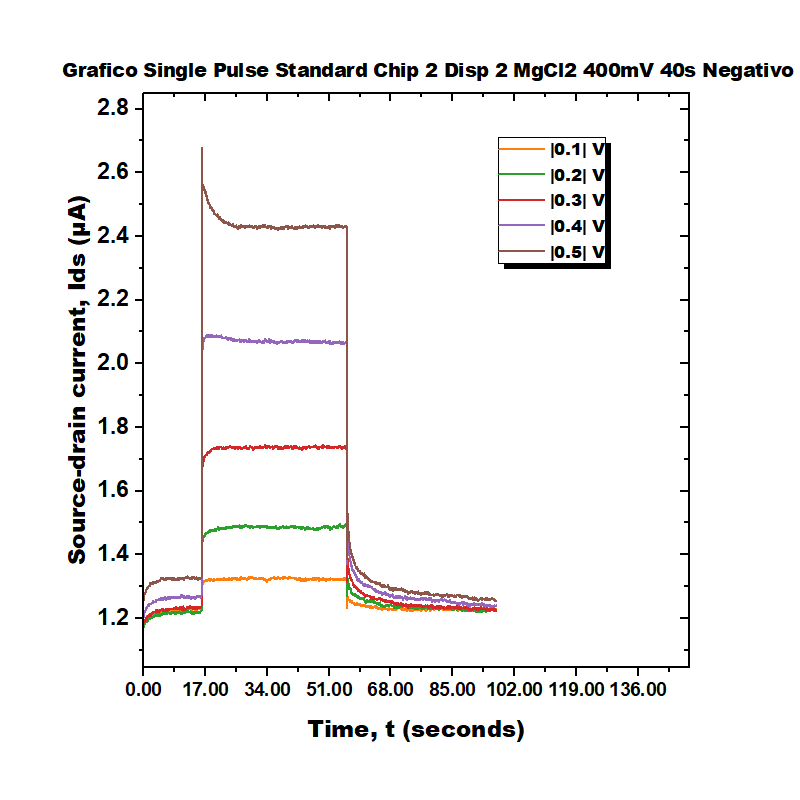 Grafico Single Pulse Standard Chip 2 Disp 2 MgCl2 400mV 40s Negativo
2.8
2.6
2.4
2.2
2.0
1.8
1.6
1.4
1.2
Source-drain current, Ids (µA)
|0.1| V
|0.2| V
|0.3| V
|0.4| V
|0.5| V
0.00 17.00 34.00 51.00 68.00 85.00 102.00 119.00 136.00
Time, t (seconds)